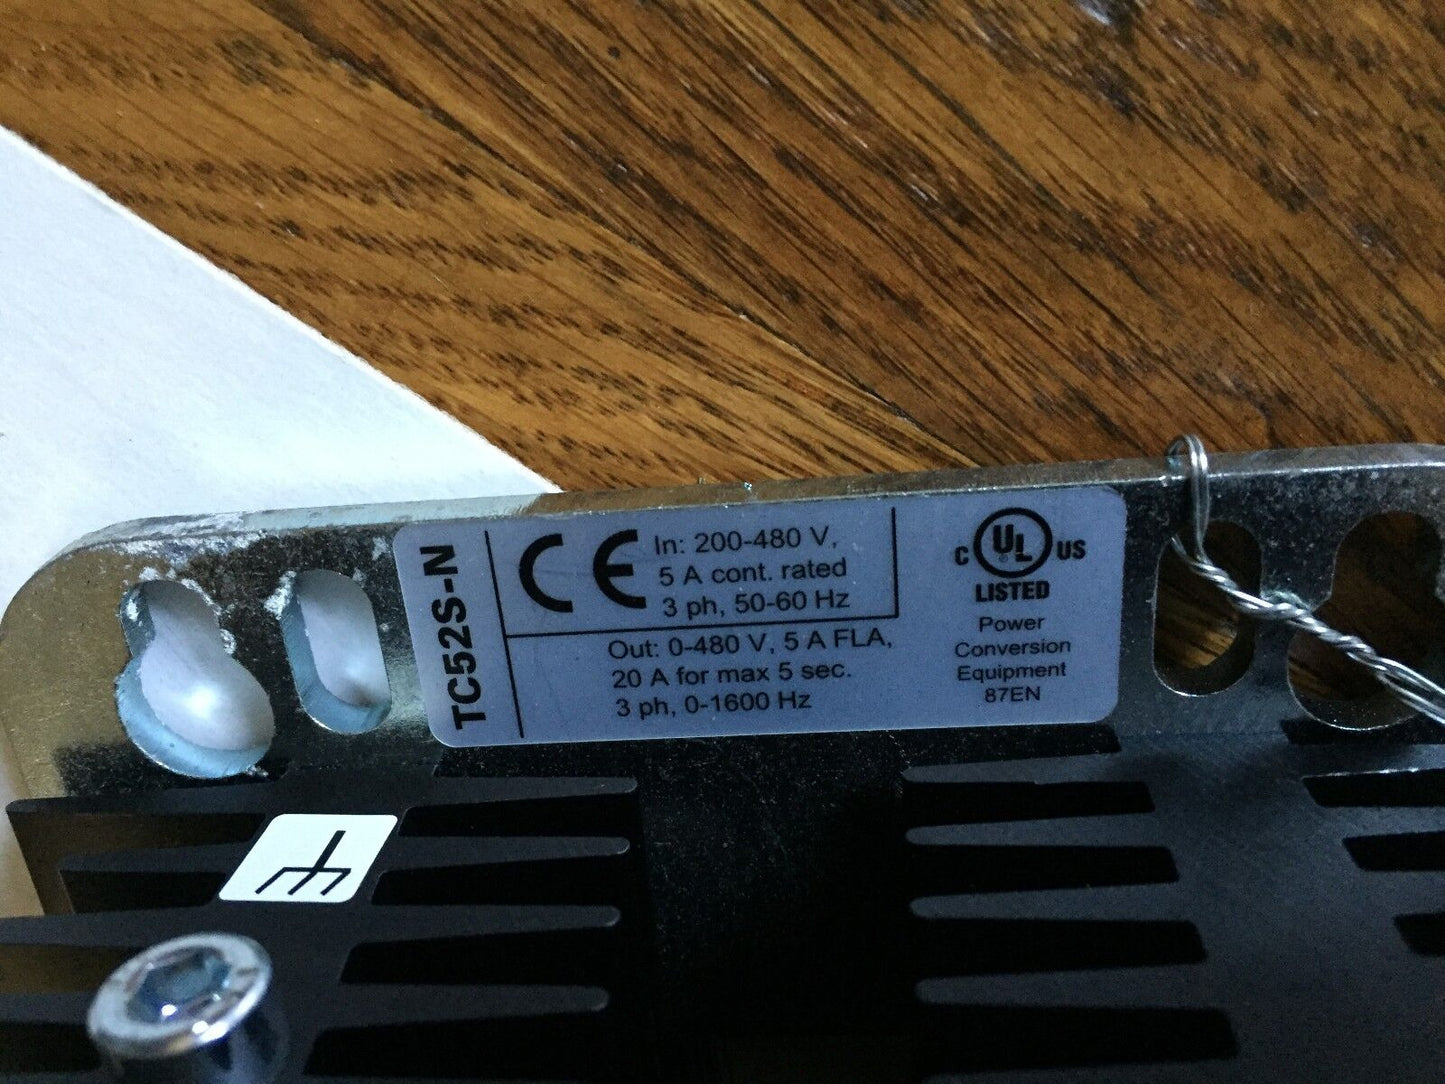 TC52S-N
CE
In: 200-480 V,
5 A cont. rated
3 ph, 50-60 Hz
Out: 0-480 V, 5 A FLA,
20 A for max 5 sec.
3 ph, 0-1600 Hz
C UL US
LISTED
Power
Conversion
Equipment
87EN